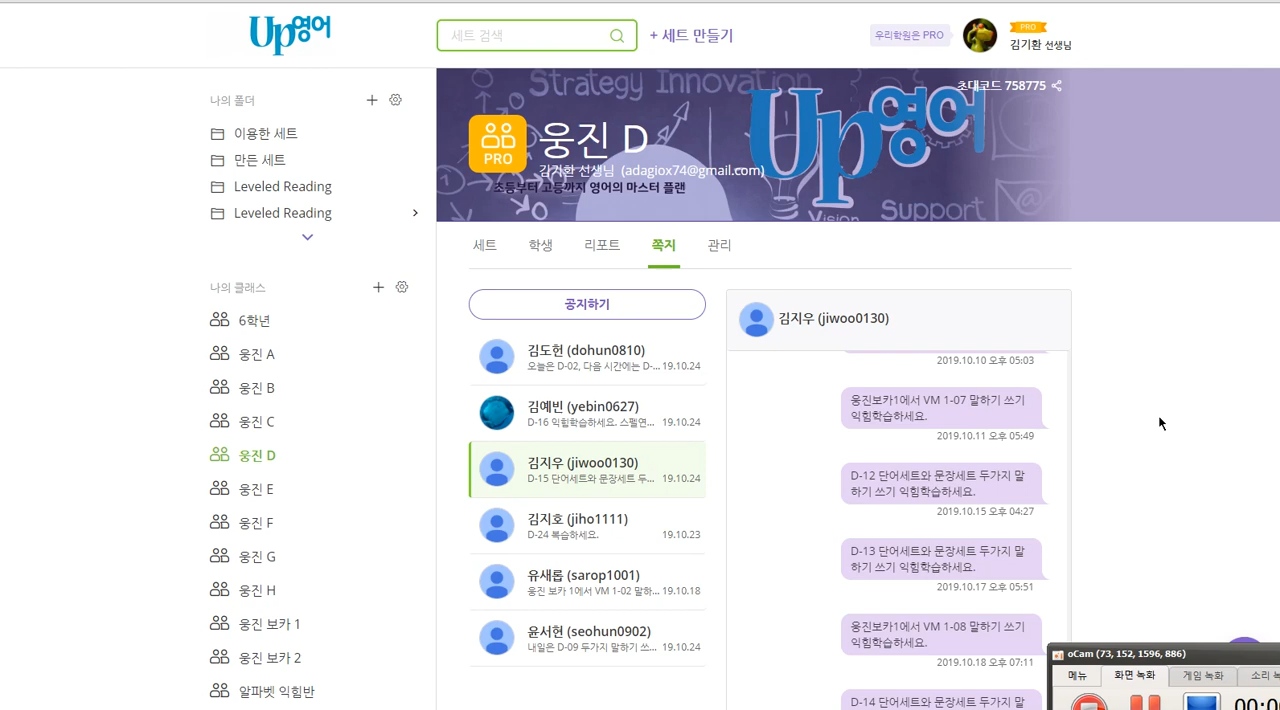 Up영어
세트 검색
+ 세트 만들기
우리학원은 PRO
PRO
김기환 선생님
나의 폴더
이용한 세트
만든 세트
Leveled Reading
Leveled Reading
나의 클래스
6학년
웅진 A
웅진 B
웅진 C
웅진 D
웅진 E
웅진 F
웅진 G
웅진 H
웅진 보카 1
웅진 보카 2
알파벳 익힘반
Strategy Innovation
초대코드 758775
PRO
웅진 D
Up영어
김기환 선생님 (adagiox74@gmail.com)
초등부터 고등까지 영어의 마스터 플랜
Vision
Support
세트 학생 리포트 쪽지 관리
공지하기
김도헌 (dohun0810)
오늘은 D-02, 다음 시간에는 D-... 19.10.24
김예빈 (yebin0627)
D-16 익힘학습하세요. 스펠연... 19.10.24
김지우 (jiwoo0130)
D-15 단어세트와 문장세트 두... 19.10.24
김지호 (jiho1111)
D-24 복습하세요. 19.10.23
유새롭 (sarop1001)
웅진 보카 1에서 VM 1-02 말하... 19.10.18
윤서현 (seohun0902)
내일은 D-09 두가지 말하기 쓰... 19.10.24
김지우 (jiwoo0130)
2019.10.10 오후 05:03
웅진보카1에서 VM 1-07 말하기 쓰기
익힘학습하세요.
2019.10.11 오후 05:49
D-12 단어세트와 문장세트 두가지 말
하기 쓰기 익힘학습하세요.
2019.10.15 오후 04:27
D-13 단어세트와 문장세트 두가지 말
하기 쓰기 익힘학습하세요.
2019.10.17 오후 05:51
웅진보카1에서 VM 1-08 말하기 쓰기
익힘학습하세요.
2019.10.18 오후 07:11
D-14 단어세트와 문장세트 두가지 말
oCam (73, 152, 1596, 886)
메뉴 화면 녹화 게임 녹화 소리 녹